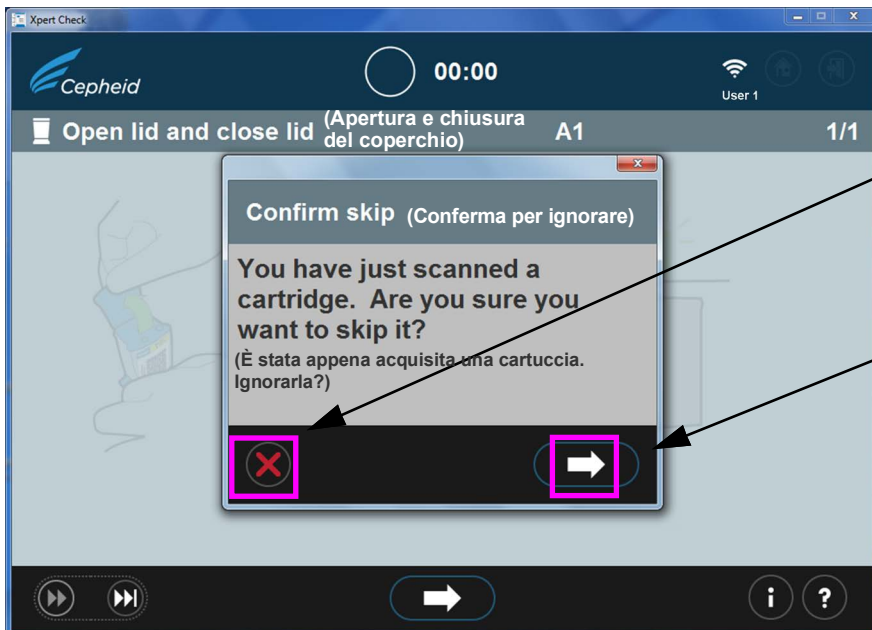 Xpert Check
Cepheid
00:00
User 1
Open lid and close lid (Apertura e chiusura
del coperchio)
A1
1/1
Confirm skip (Conferma per ignorare)
You have just scanned a
cartridge. Are you sure you
want to skip it?
(È stata appena acquisita una cartuccia.
Ignorarla?)
i
?